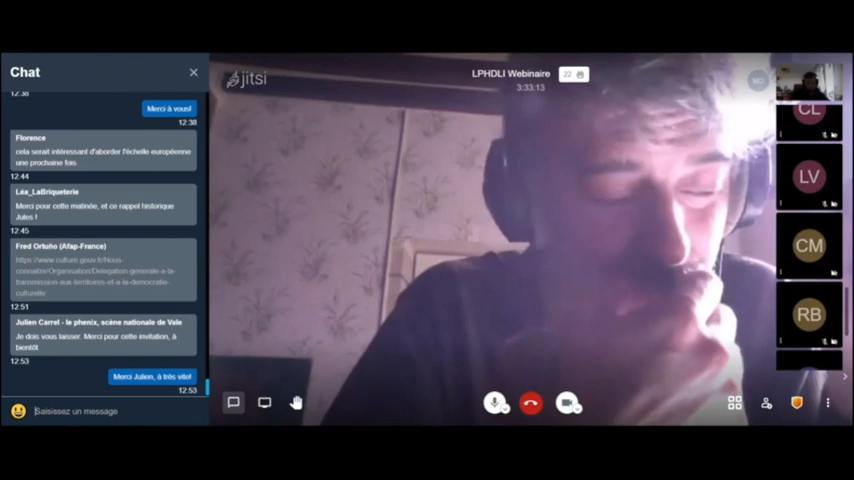 Chat
12:38
Merci à vous!
12:38
Florence
cela serait intéressant d'aborder l'échelle européenne
une prochaine fois
12:44
Léa_LaBriqueterie
Merci pour cette matinée, et ce rappel historique
Jules !
12:45
Fred Ortuño (Afap-France)
https://www.culture.gouv.fr/Nous-
connaitre/Organisation/Delegation-generale-a-la-
transmission-aux-territoires-et-a-la-democratie-
culturelle
12:51
Julien Carrel - le phenix, scène nationale de Vale
Je dois vous laisser. Merci pour cette invitation, à
bientôt
12:53
Merci Julien, à très vite!
12:53
Saisissez un message
jitsi
LPHDLI Webinaire
22
3:33:13
CL
LV
CM
RB